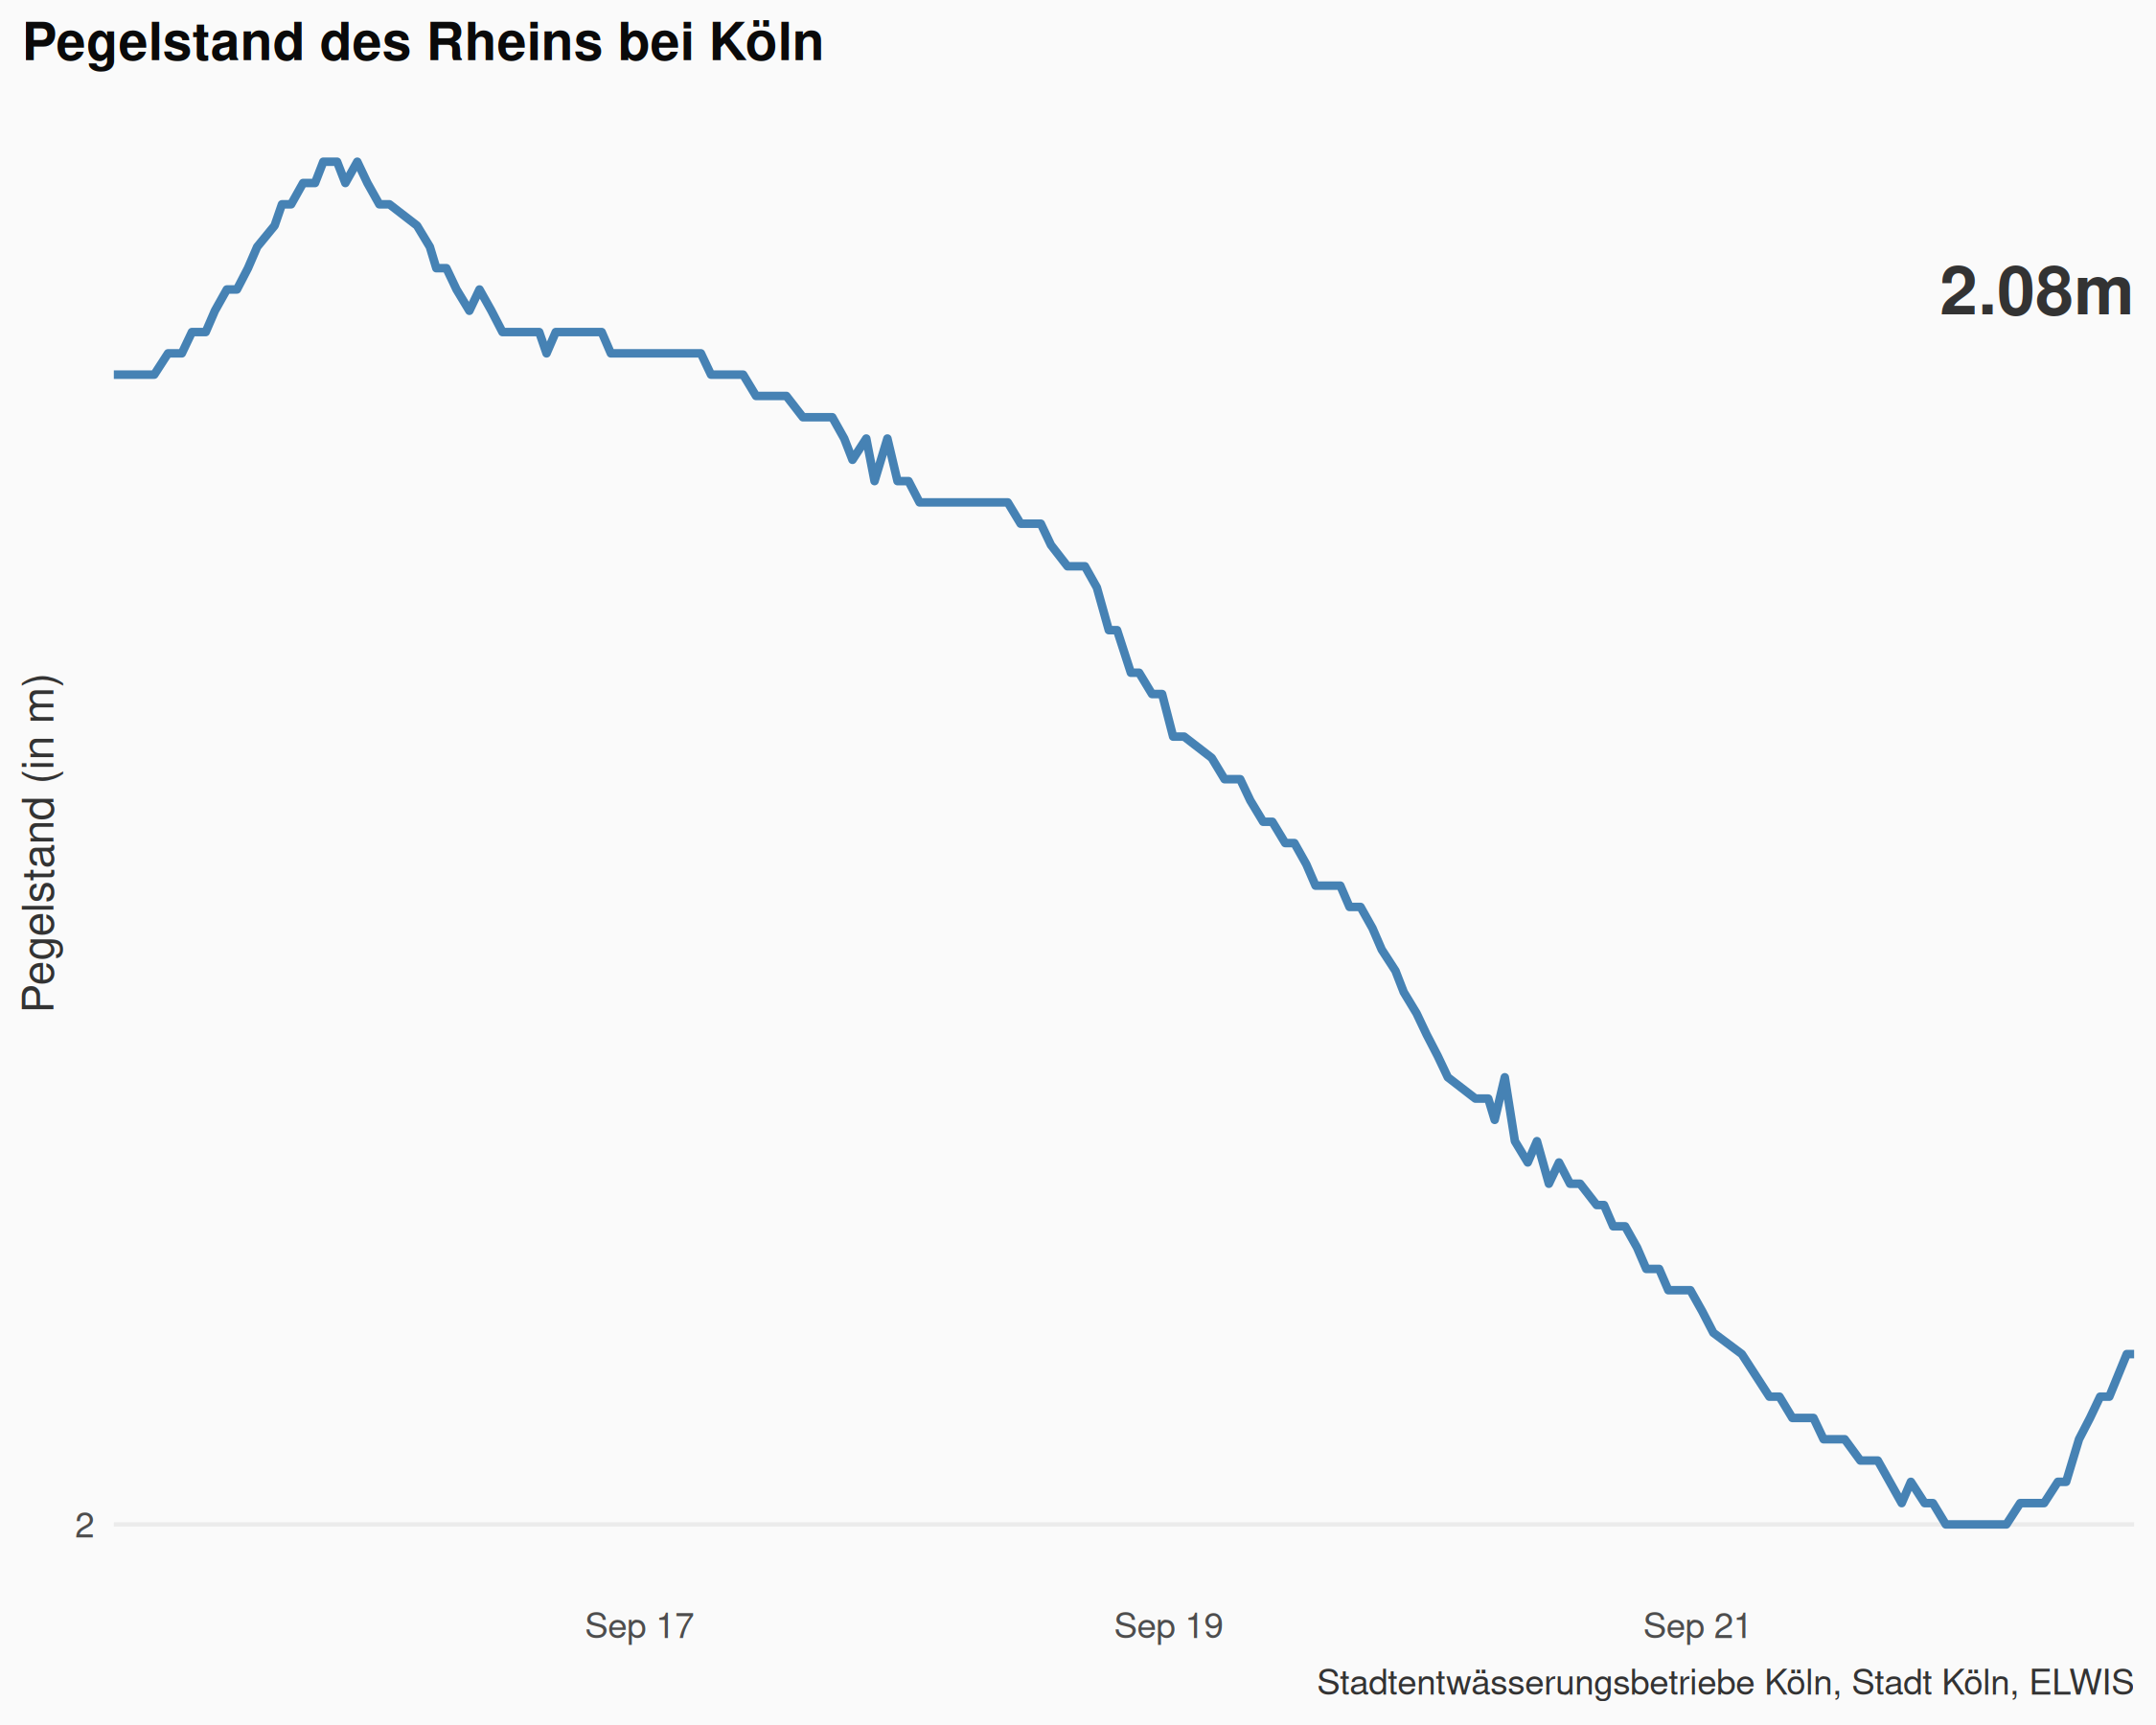 Pegelstand des Rheins bei Köln
2.08m
Pegelstand (in m)
2
Sep 17
Sep 19
Sep 21
Stadtentwässerungsbetriebe Köln, Stadt Köln, ELWIS